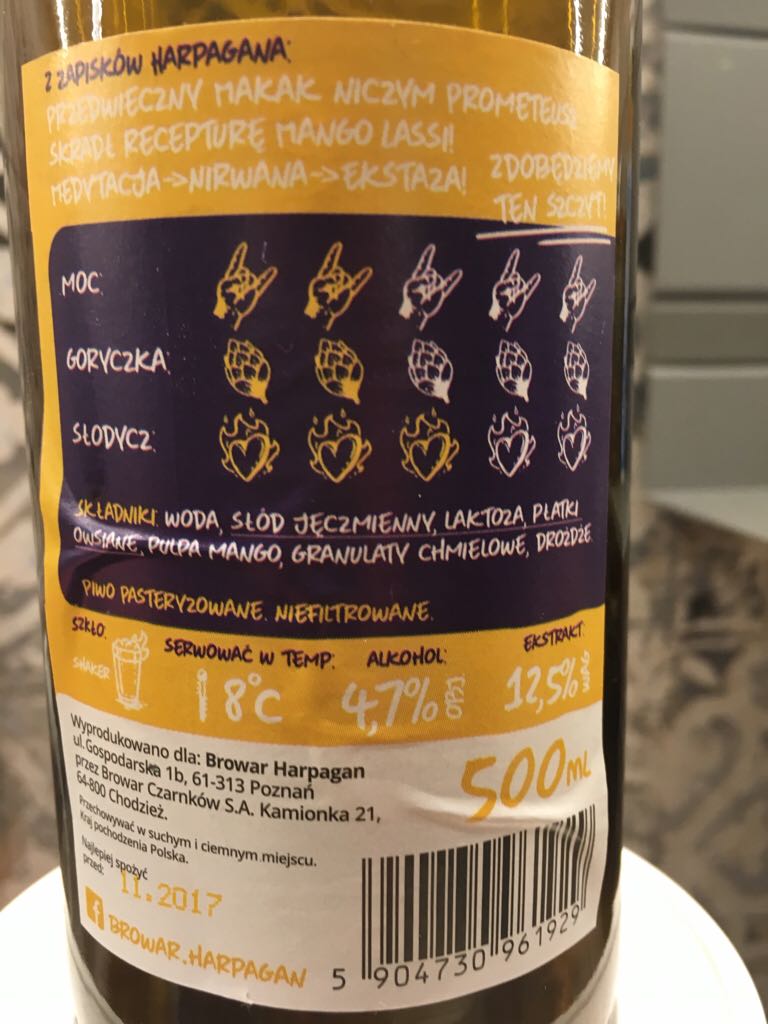 Z ZAPISKÓW HARPAGANA:
PRZEDWIECZNY MAKAK NICZYM PROMETEUSZ
SKRADŁ RECEPTURĘ MANGO LASSI!
MEDYTACJA->NIRWANA->EKSTAZA!
ZDOBĘDZIEMY
TEN SZCZYT!
MOC:
GORYCZKA:
SŁODYCZ:
SKŁADNIKI: WODA, SŁÓD JĘCZMIENNY, LAKTOZA, PŁATKI
OWSIANE, PULPA MANGO, GRANULATY CHMIELOWE, DROŻDŻE.
PIWO PASTERYZOWANE. NIEFILTROWANE.
SZKŁO:
SHAKER
SERWOWAĆ W TEMP:
8°C
ALKOHOL:
4,7% OBJ.
EKSTRAKT:
12,5% WAG
Wyprodukowano dla: Browar Harpagan
ul. Gospodarska 1b, 61-313 Poznań
przez Browar Czarnków S.A. Kamionka 21,
64-800 Chodzież.
500ML
Przechowywać w suchym i ciemnym miejscu.
Kraj pochodzenia Polska.
Najlepiej spożyć
przed:
11.2017
f BROWAR.HARPAGAN
5 904730 961929